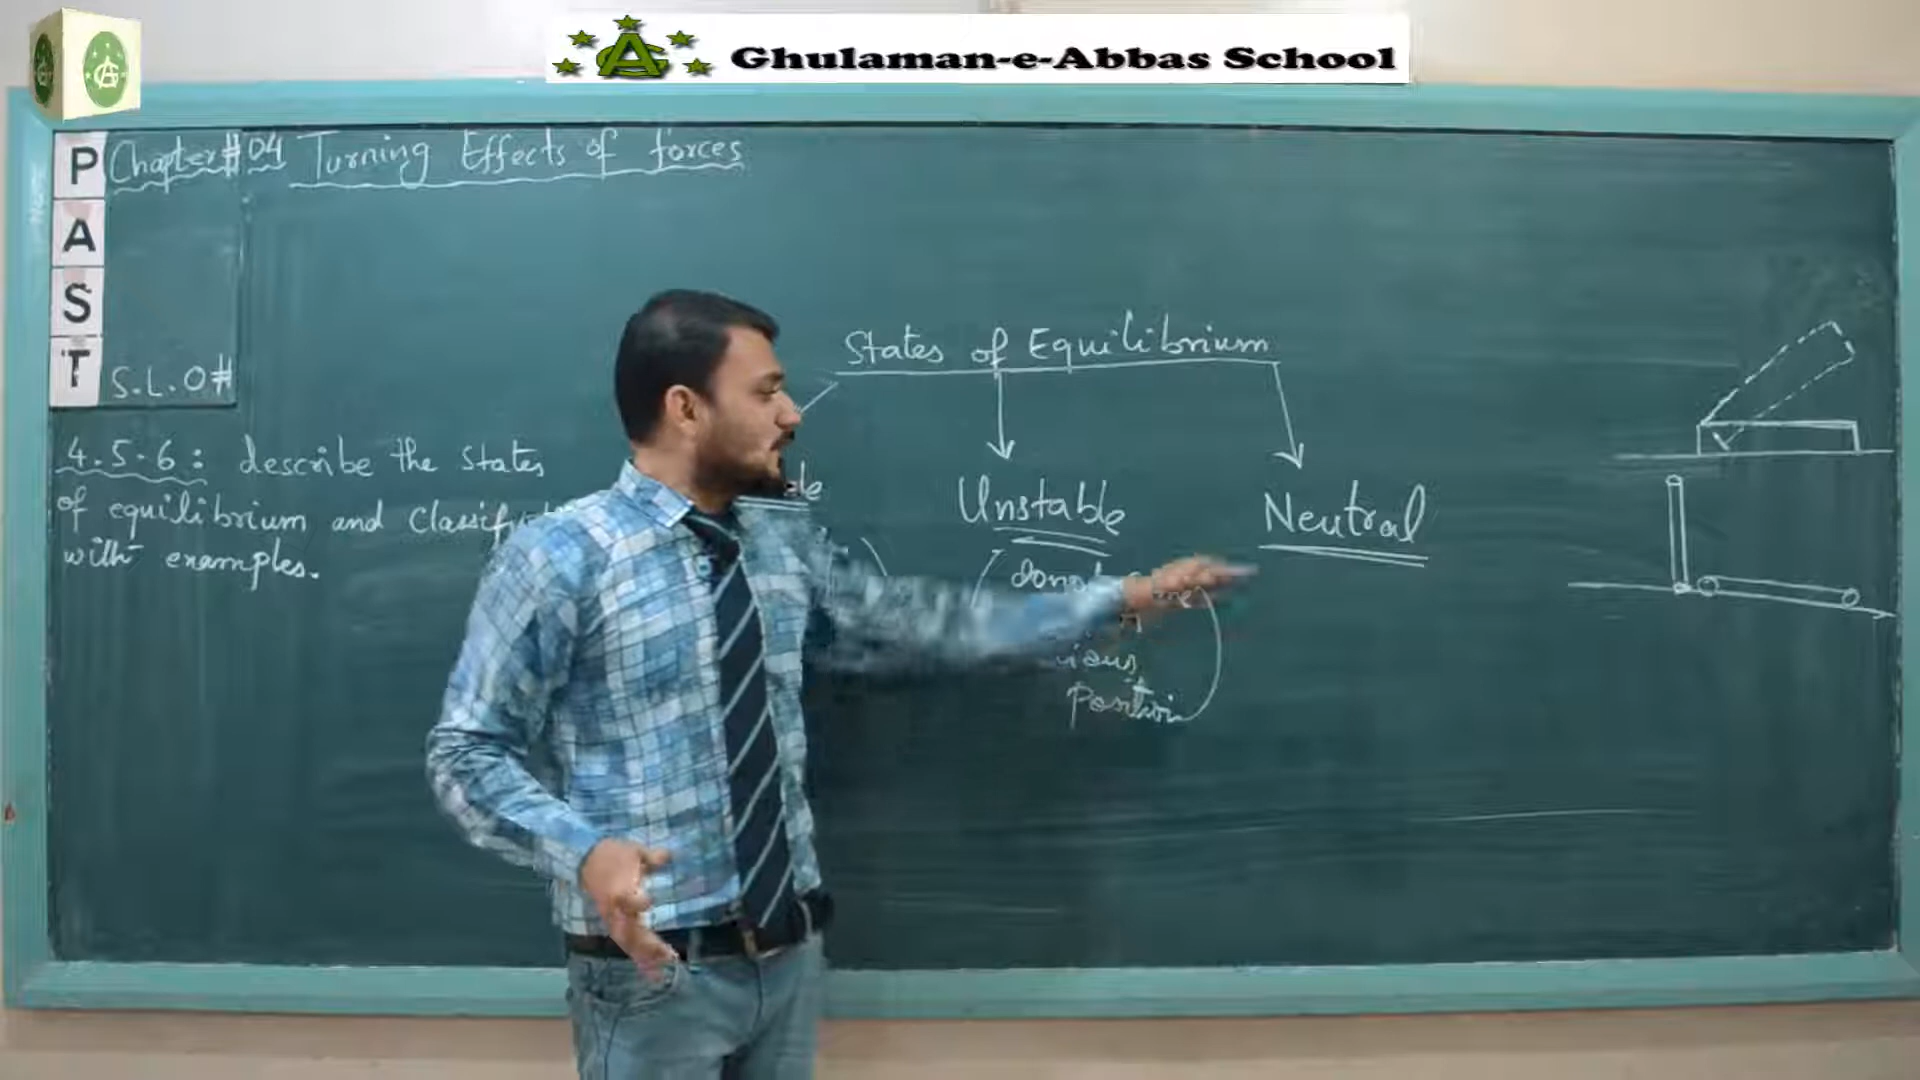 Ghulaman-e-Abbas School
P
A
S
T
Chapter# 04 Turning Effects of forces
S.L.O#
4.5.6: describe the states
of equilibrium and Classify
with examples.
States of Equilibrium
Unstable
Neutral
position